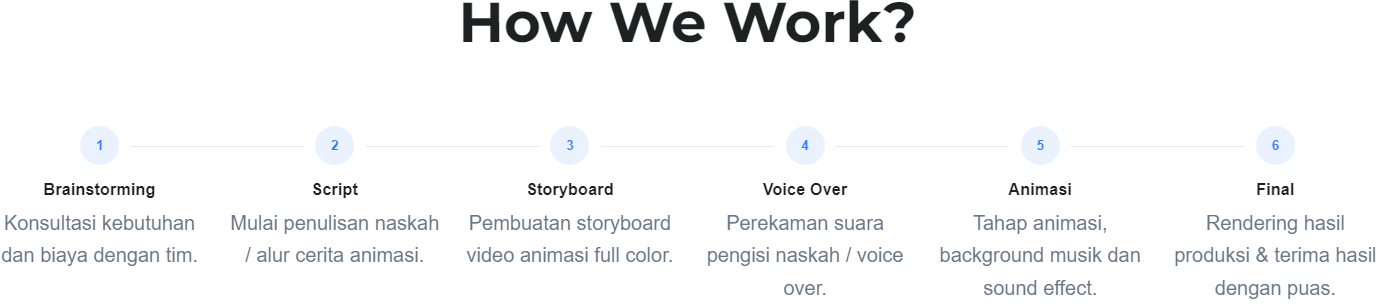 How We Work?
1
Brainstorming
Konsultasi kebutuhan
dan biaya dengan tim.
2
Script
Mulai penulisan naskah
/ alur cerita animasi.
3
Storyboard
Pembuatan storyboard
video animasi full color.
4
Voice Over
Perekaman suara
pengisi naskah / voice
over.
5
Animasi
Tahap animasi,
background musik dan
sound effect.
6
Final
Rendering hasil
produksi & terima hasil
dengan puas.